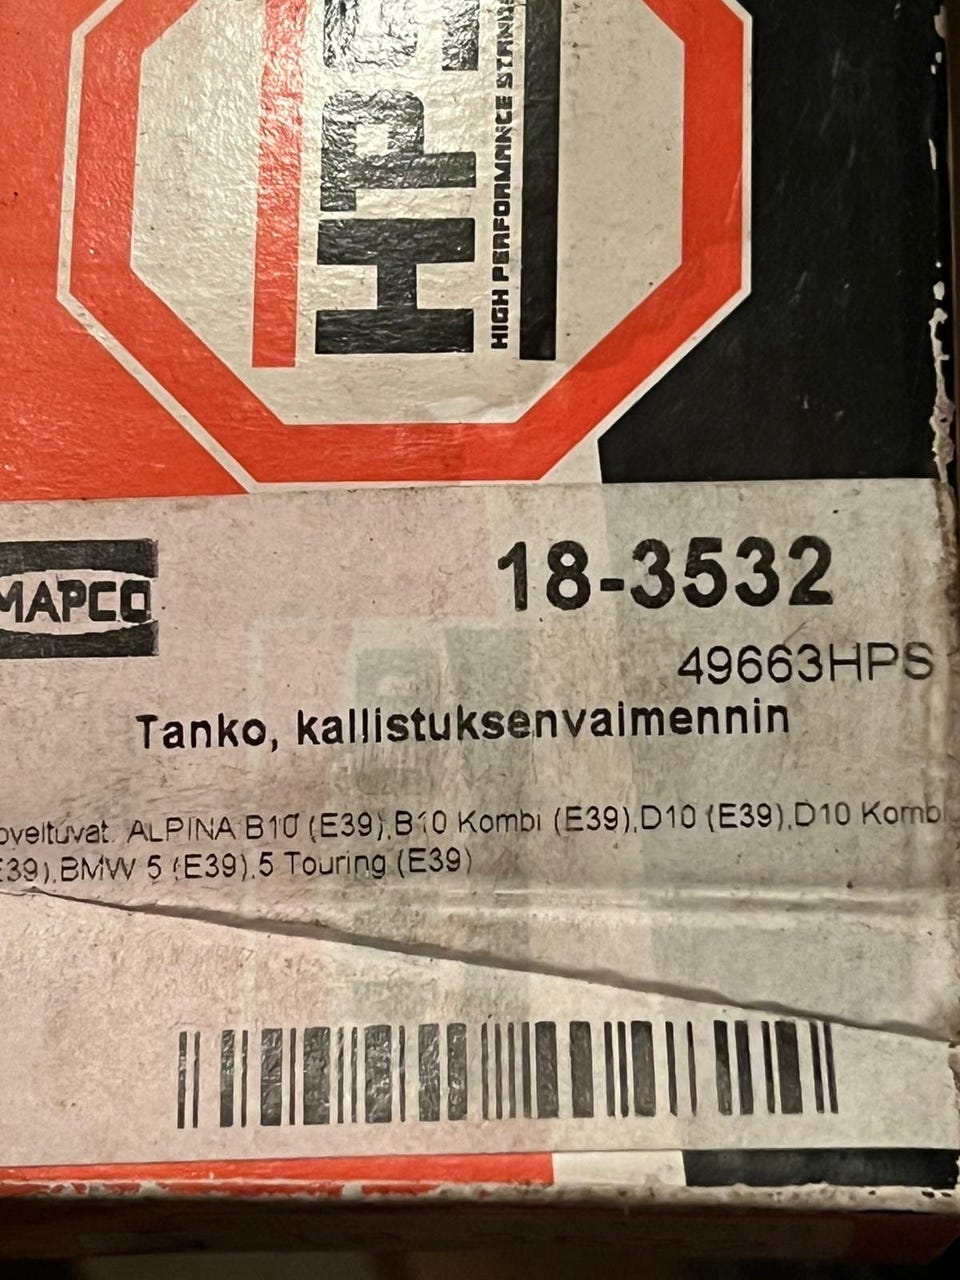 HPS
HIGH PERFORMANCE
MAPCO
18-3532
49663HPS
Tanko, kallistuksenvaimennin
oveltuvat. ALPINA B10 (E39),B10 Kombi (E39),D10 (E39),D10 Kombi
E39),BMW 5 (E39),5 Touring (E39)